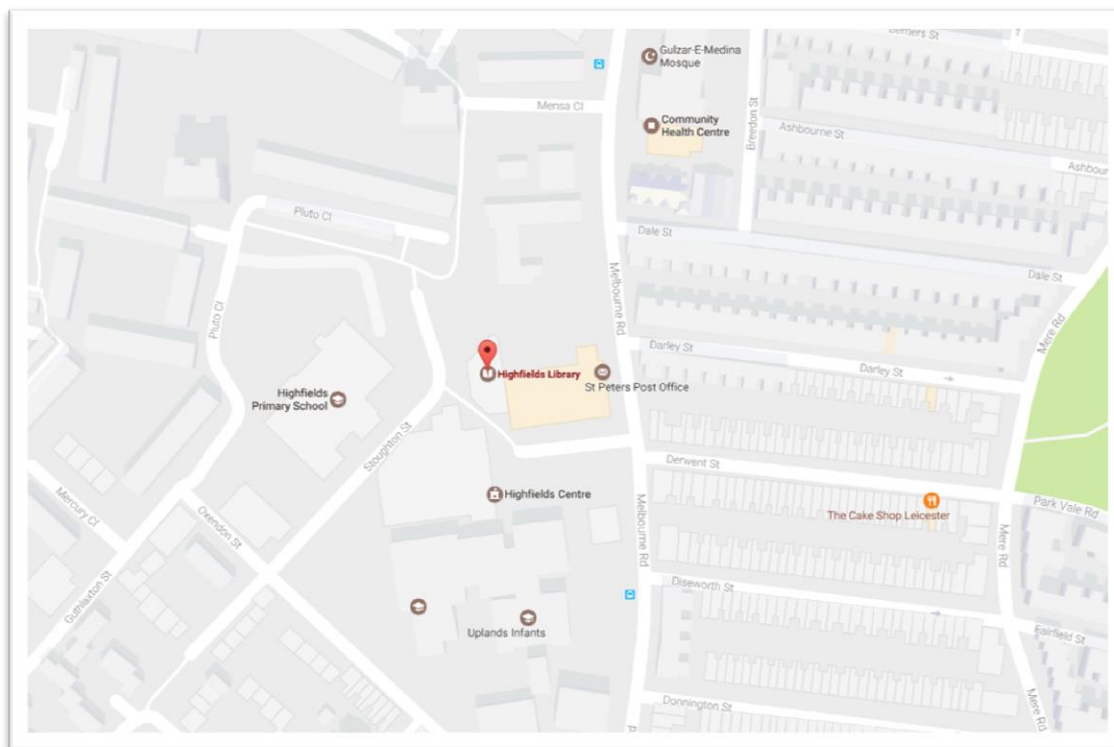 Berners St
Gulzar-E-Medina
Mosque
Mensa Cl
Community
Health Centre
Breedon St
Ashbourne St
Ashbour
Pluto Cl
Dale St
Dale St
Melbourne Rd
Pluto Cl
Mere Rd
Darley St
Darley St
Highfields Library
St Peters Post Office
Highfields
Primary School
Stoughton St
Derwent St
Highfields Centre
Park Vale Rd
The Cake Shop Leicester
Mercury Cl
Oxendon St
Melbourne Rd
Mere Rd
Guthlaxton St
Diseworth St
Uplands Infants
Fairfield St
Donnington St
Mere Rd